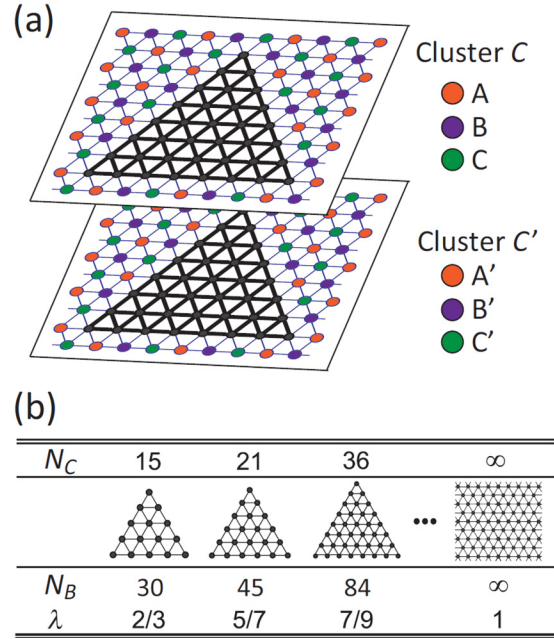 (a)
Cluster C
A
B
C
Cluster C'
A'
B'
C'
(b)
N_C 15 21 36 ∞
•••
N_B 30 45 84 ∞
λ 2/3 5/7 7/9 1